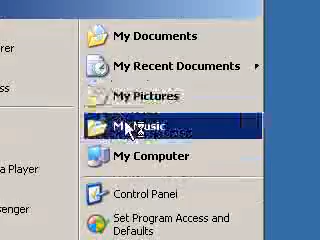 My Documents
erer
My Recent Documents
ss
My Pictures
My Music
My Computer
a Player
Control Panel
senger
Set Program Access and
Defaults